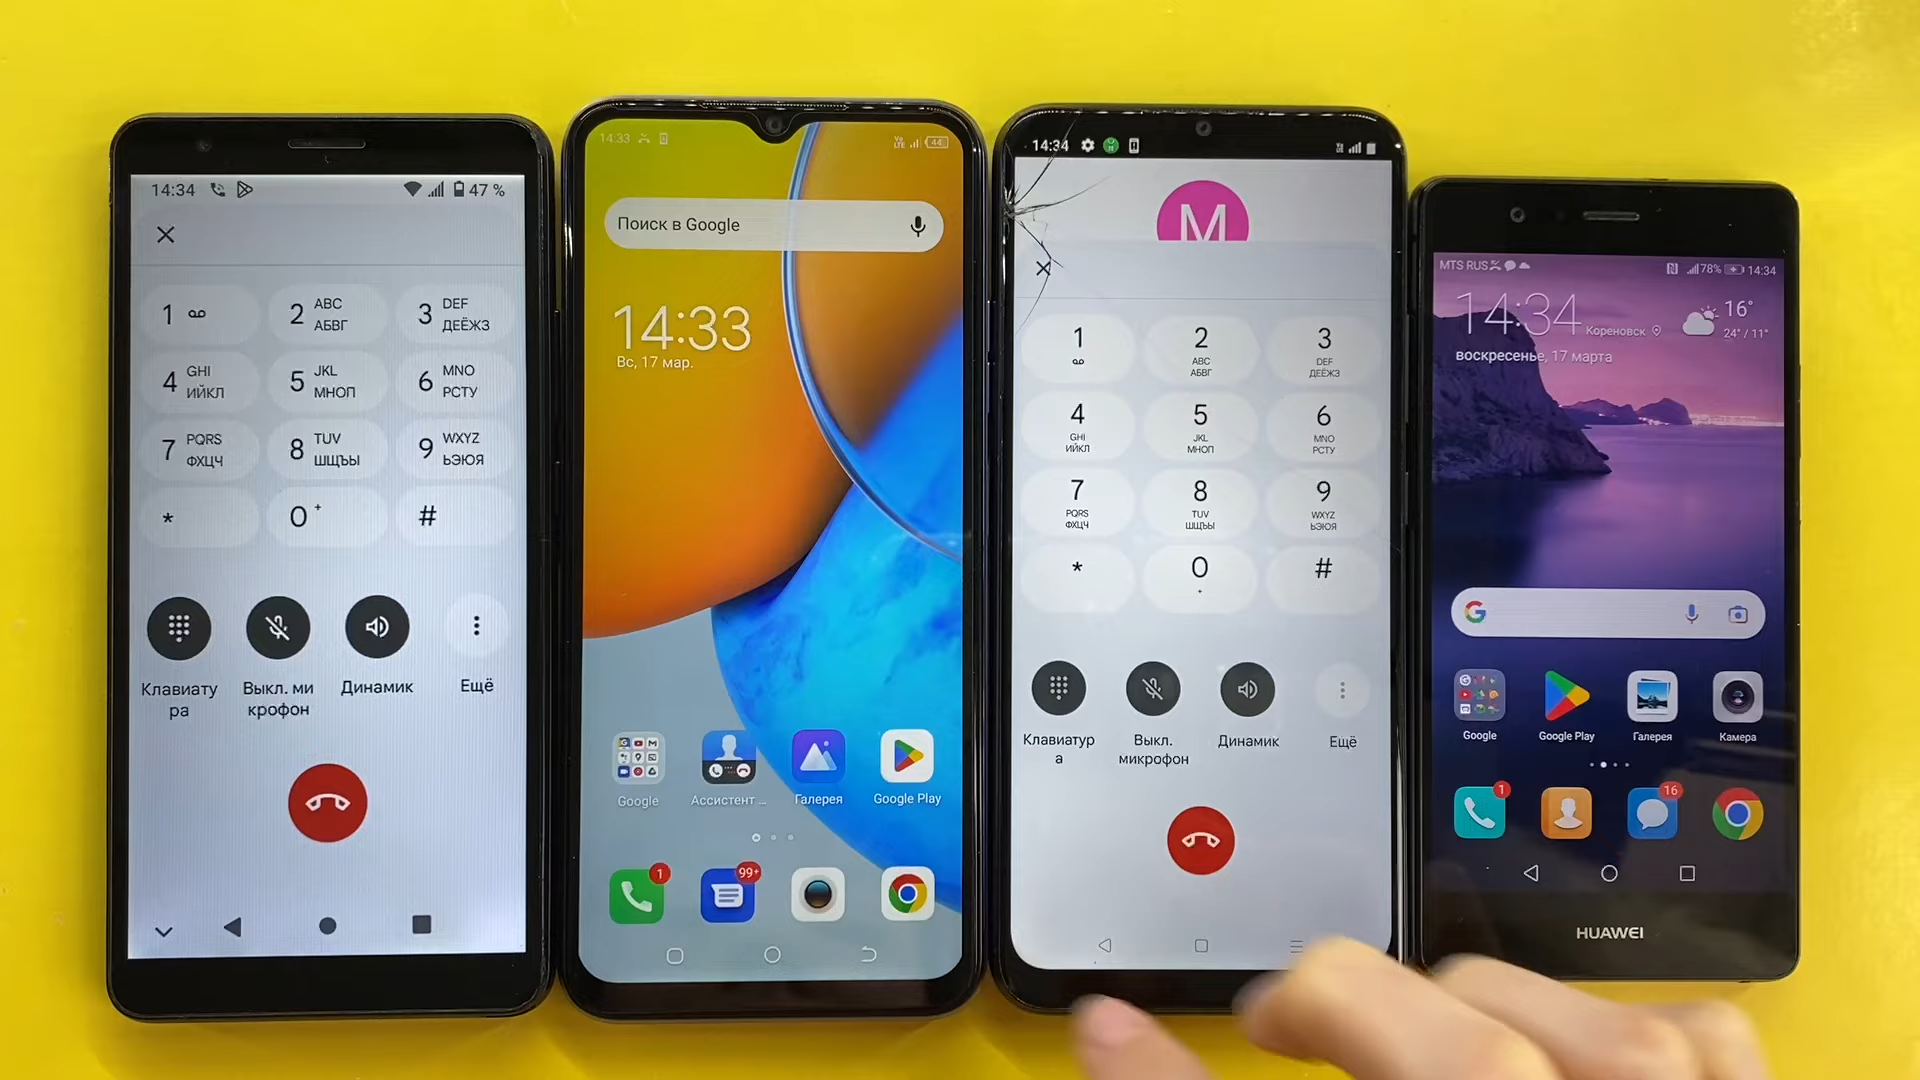 14:34
47 %
1
2 ABC
АБВГ
3 DEF
ДЕЁЖЗ
4 GHI
ИЙКЛ
5 JKL
МНОП
6 MNO
РСТУ
7 PQRS
ФХЦЧ
8 TUV
ШЩЪЫ
9 WXYZ
ЬЭЮЯ
*
0 +
#
Клавиату
ра
Выкл. ми
крофон
Динамик
Ещё
14:33
44
Поиск в Google
14:33
Вс, 17 мар.
Google
Ассистент ...
Галерея
Google Play
1
99+
14:34
M
1
2
ABC
АБВГ
3
DEF
ДЕЁЖЗ
4
GHI
ИЙКЛ
5
JKL
МНОП
6
MNO
РСТУ
7
PQRS
ФХЦЧ
8
TUV
ШЩЪЫ
9
WXYZ
ЬЭЮЯ
*
0
+
#
Клавиатур
а
Выкл.
микрофон
Динамик
Ещё
MTS RUS
78%
14:34
14:34
Кореновск
16°
24° / 11°
воскресенье, 17 марта
Google
Google Play
Галерея
Камера
1
16
HUAWEI